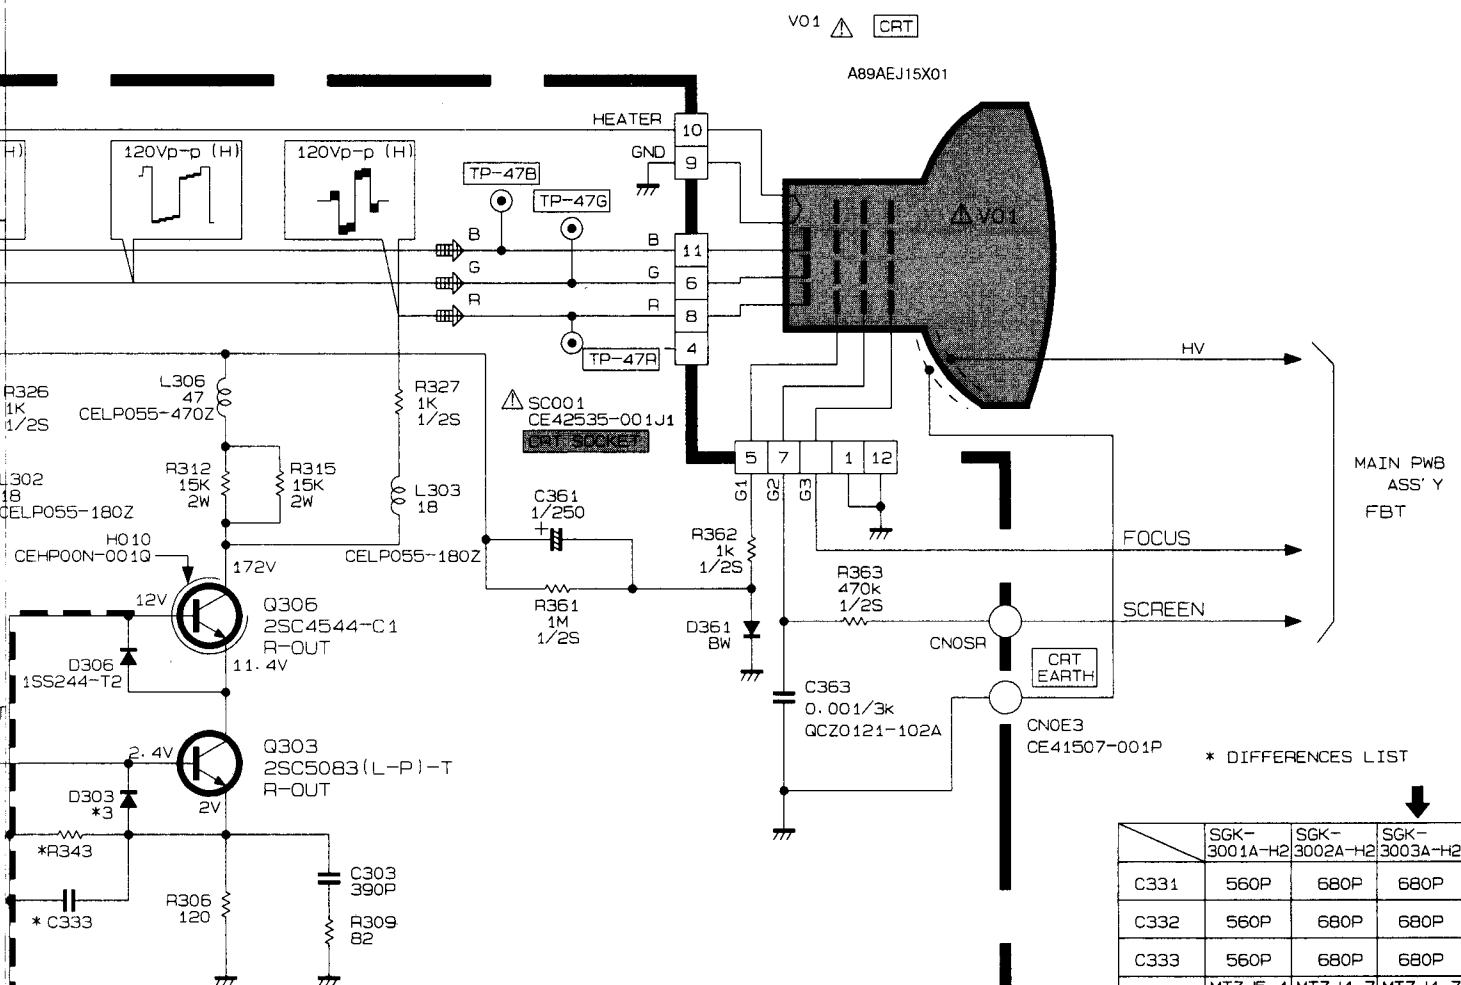 V01 ⚠ CRT
A89AEJ15X01
HEATER
10
GND
9
H)
120Vp-p (H)
120Vp-p (H)
TP-47B
TP-47G
B
B
11
G
G
6
R
R
8
4
TP-47R
⚠ V01
HV
R326
1K
1/2S
L306
47
CELP055-470Z
R327
1K
1/2S
⚠ SC001
CE42535-001J1
CRT SOCKET
5
7
1
12
G1
G2
G3
MAIN PWB
ASS'Y
FBT
L302
18
CELP055-180Z
R312
15K
2W
R315
15K
2W
L303
18
CELP055-180Z
C361
1/250
+
R362
1k
1/2S
FOCUS
H010
CEHP00N-001Q
172V
12V
Q306
2SC4544-C1
R-OUT
R361
1M
1/2S
R363
470k
1/2S
SCREEN
D361
BW
CN0SR
CRT
EARTH
D306
1SS244-T2
11.4V
C363
0.001/3k
QCZ0121-102A
CN0E3
CE41507-001P
2.4V
Q303
2SC5083(L-P)-T
R-OUT
2V
D303
*3
*R343
* C333
R306
120
C303
390P
R309
82
* DIFFERENCES LIST
SGK-
3001A-H2
SGK-
3002A-H2
SGK-
3003A-H2
C331 560P 680P 680P
C332 560P 680P 680P
C333 560P 680P 680P